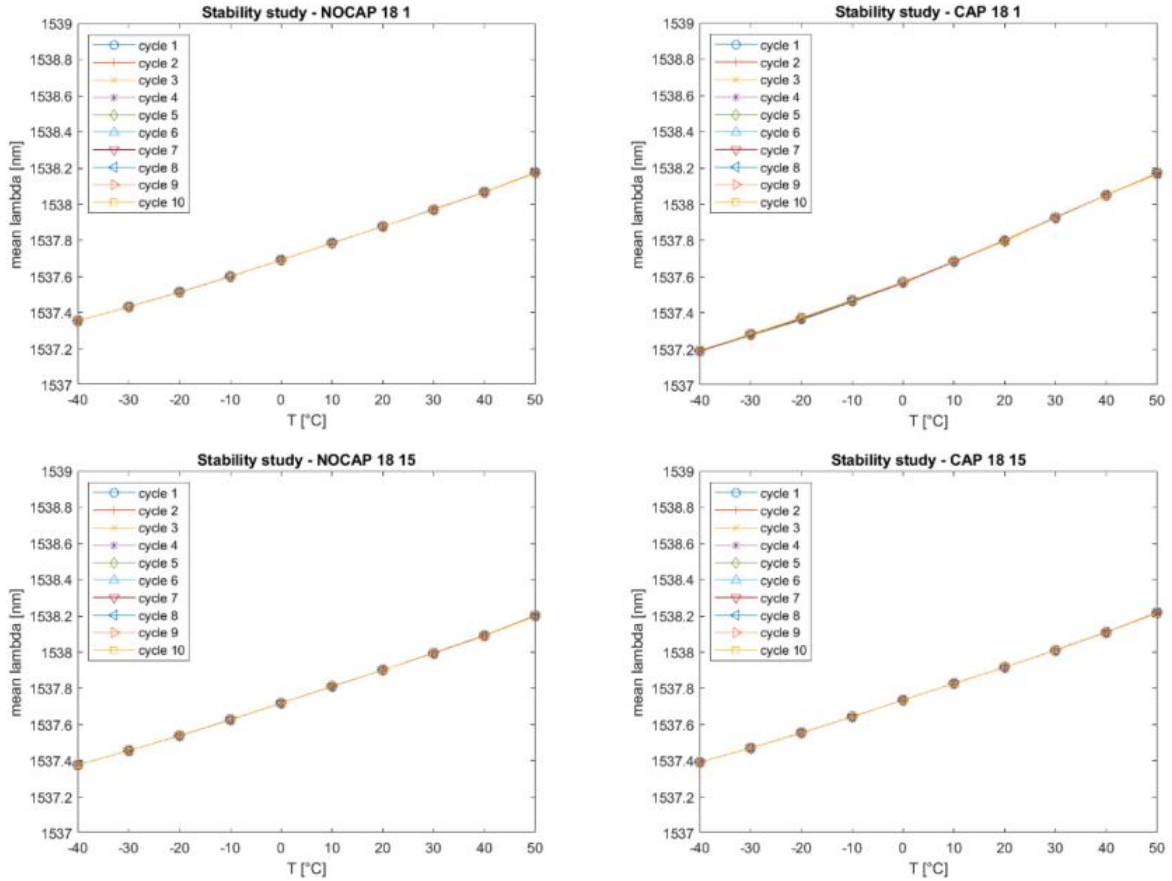 Stability study - NOCAP 18 1
1539
1538.8
1538.6
1538.4
1538.2
1538
1537.8
1537.6
1537.4
1537.2
1537
mean lambda [nm]
cycle 1
cycle 2
cycle 3
cycle 4
cycle 5
cycle 6
cycle 7
cycle 8
cycle 9
cycle 10
-40 -30 -20 -10 0 10 20 30 40 50
T [°C]
Stability study - CAP 18 1
1539
1538.8
1538.6
1538.4
1538.2
1538
1537.8
1537.6
1537.4
1537.2
1537
mean lambda [nm]
cycle 1
cycle 2
cycle 3
cycle 4
cycle 5
cycle 6
cycle 7
cycle 8
cycle 9
cycle 10
-40 -30 -20 -10 0 10 20 30 40 50
T [°C]
Stability study - NOCAP 18 15
1539
1538.8
1538.6
1538.4
1538.2
1538
1537.8
1537.6
1537.4
1537.2
1537
mean lambda [nm]
cycle 1
cycle 2
cycle 3
cycle 4
cycle 5
cycle 6
cycle 7
cycle 8
cycle 9
cycle 10
-40 -30 -20 -10 0 10 20 30 40 50
T [°C]
Stability study - CAP 18 15
1539
1538.8
1538.6
1538.4
1538.2
1538
1537.8
1537.6
1537.4
1537.2
1537
mean lambda [nm]
cycle 1
cycle 2
cycle 3
cycle 4
cycle 5
cycle 6
cycle 7
cycle 8
cycle 9
cycle 10
-40 -30 -20 -10 0 10 20 30 40 50
T [°C]